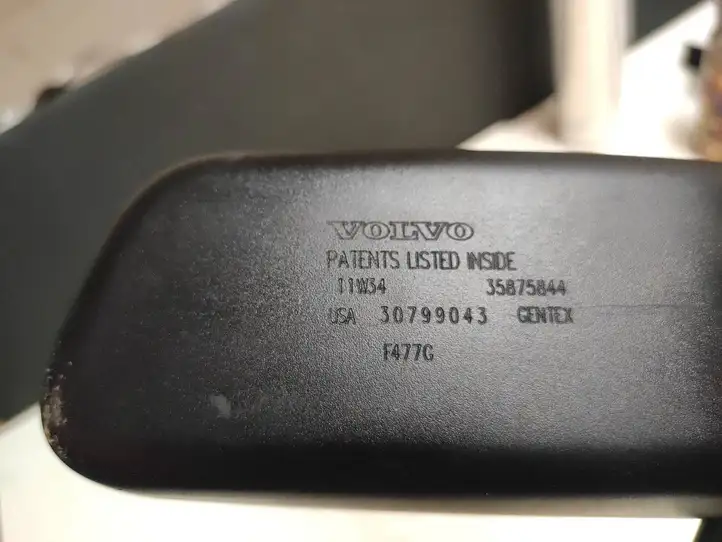 VOLVO
PATENTS LISTED INSIDE
11W34 35875844
USA 30799043 GENTEX
F477G